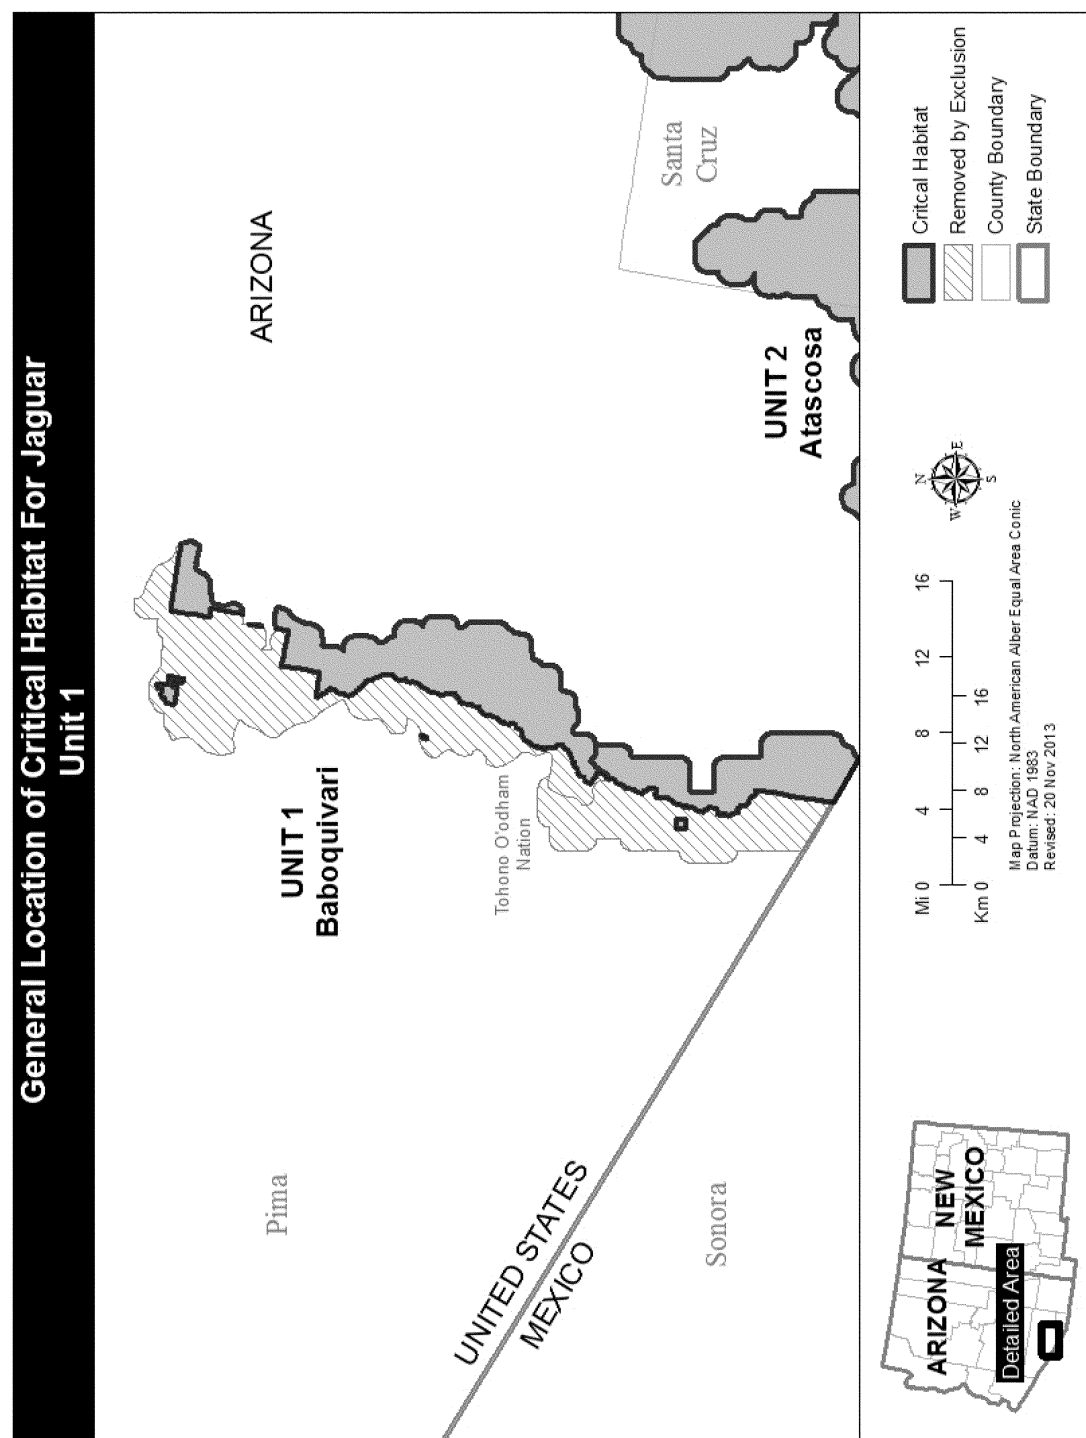 General Location of Critical Habitat For Jaguar
Unit 1
Pima
UNIT 1
Baboquivari
ARIZONA
Tohono O'odham
Nation
Santa
Cruz
UNITED STATES
MEXICO
Sonora
UNIT 2
Atascosa
ARIZONA
NEW
MEXICO
Detailed Area
Mi 0 4 8 12 16
Km 0 4 8 12 16
N
W E
S
Map Projection: North American Alber Equal Area Conic
Datum: NAD 1983
Revised: 20 Nov 2013
Critcal Habitat
Removed by Exclusion
County Boundary
State Boundary